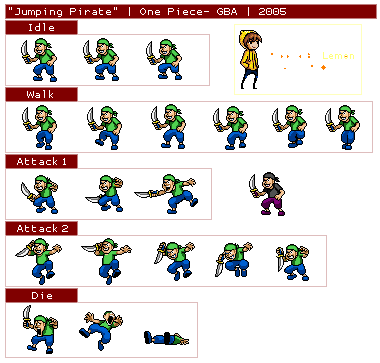 "Jumping Pirate" | One Piece- GBA | 2005
Idle
Walk
Attack 1
Attack 2
Die